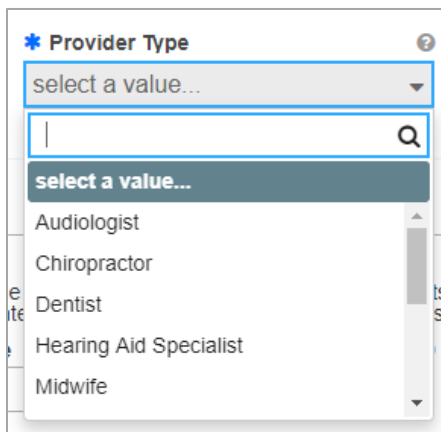 ✱ Provider Type ?
select a value...
select a value...
Audiologist
Chiropractor
Dentist
Hearing Aid Specialist
Midwife